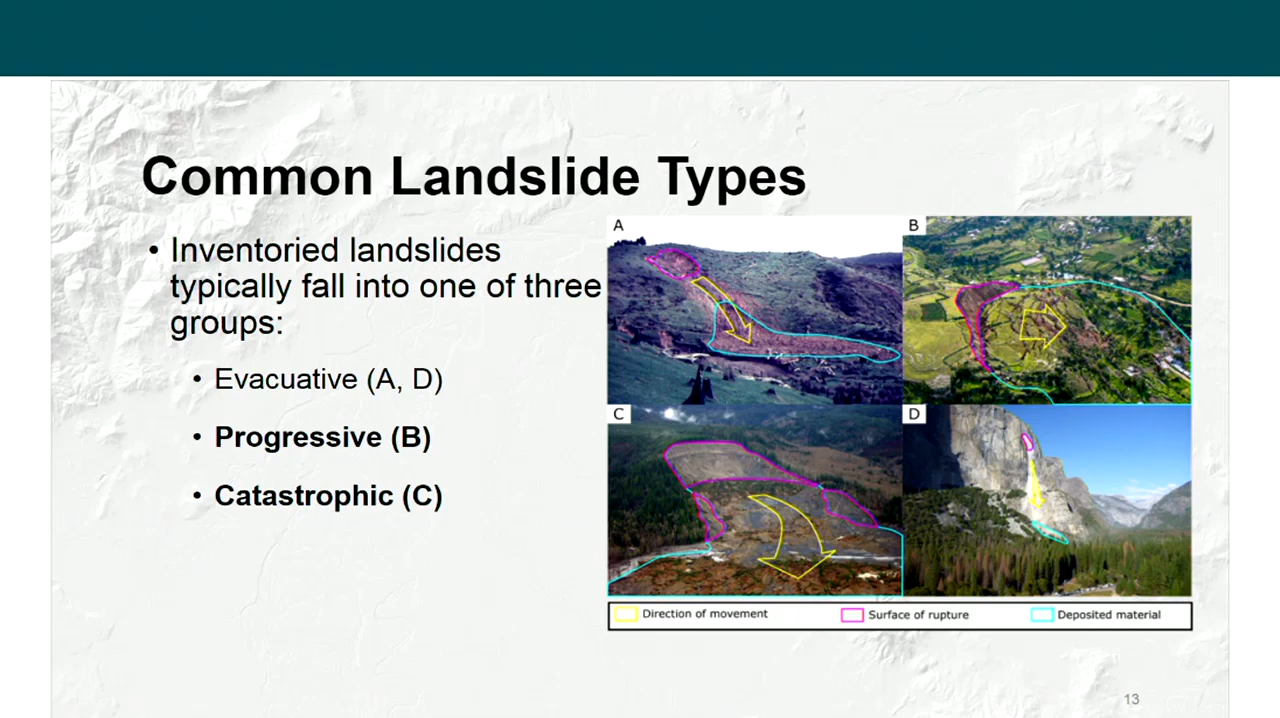 Common Landslide Types
• Inventoried landslides
typically fall into one of three
groups:
• Evacuative (A, D)
• Progressive (B)
• Catastrophic (C)
A
B
C
D
Direction of movement
Surface of rupture
Deposited material
13